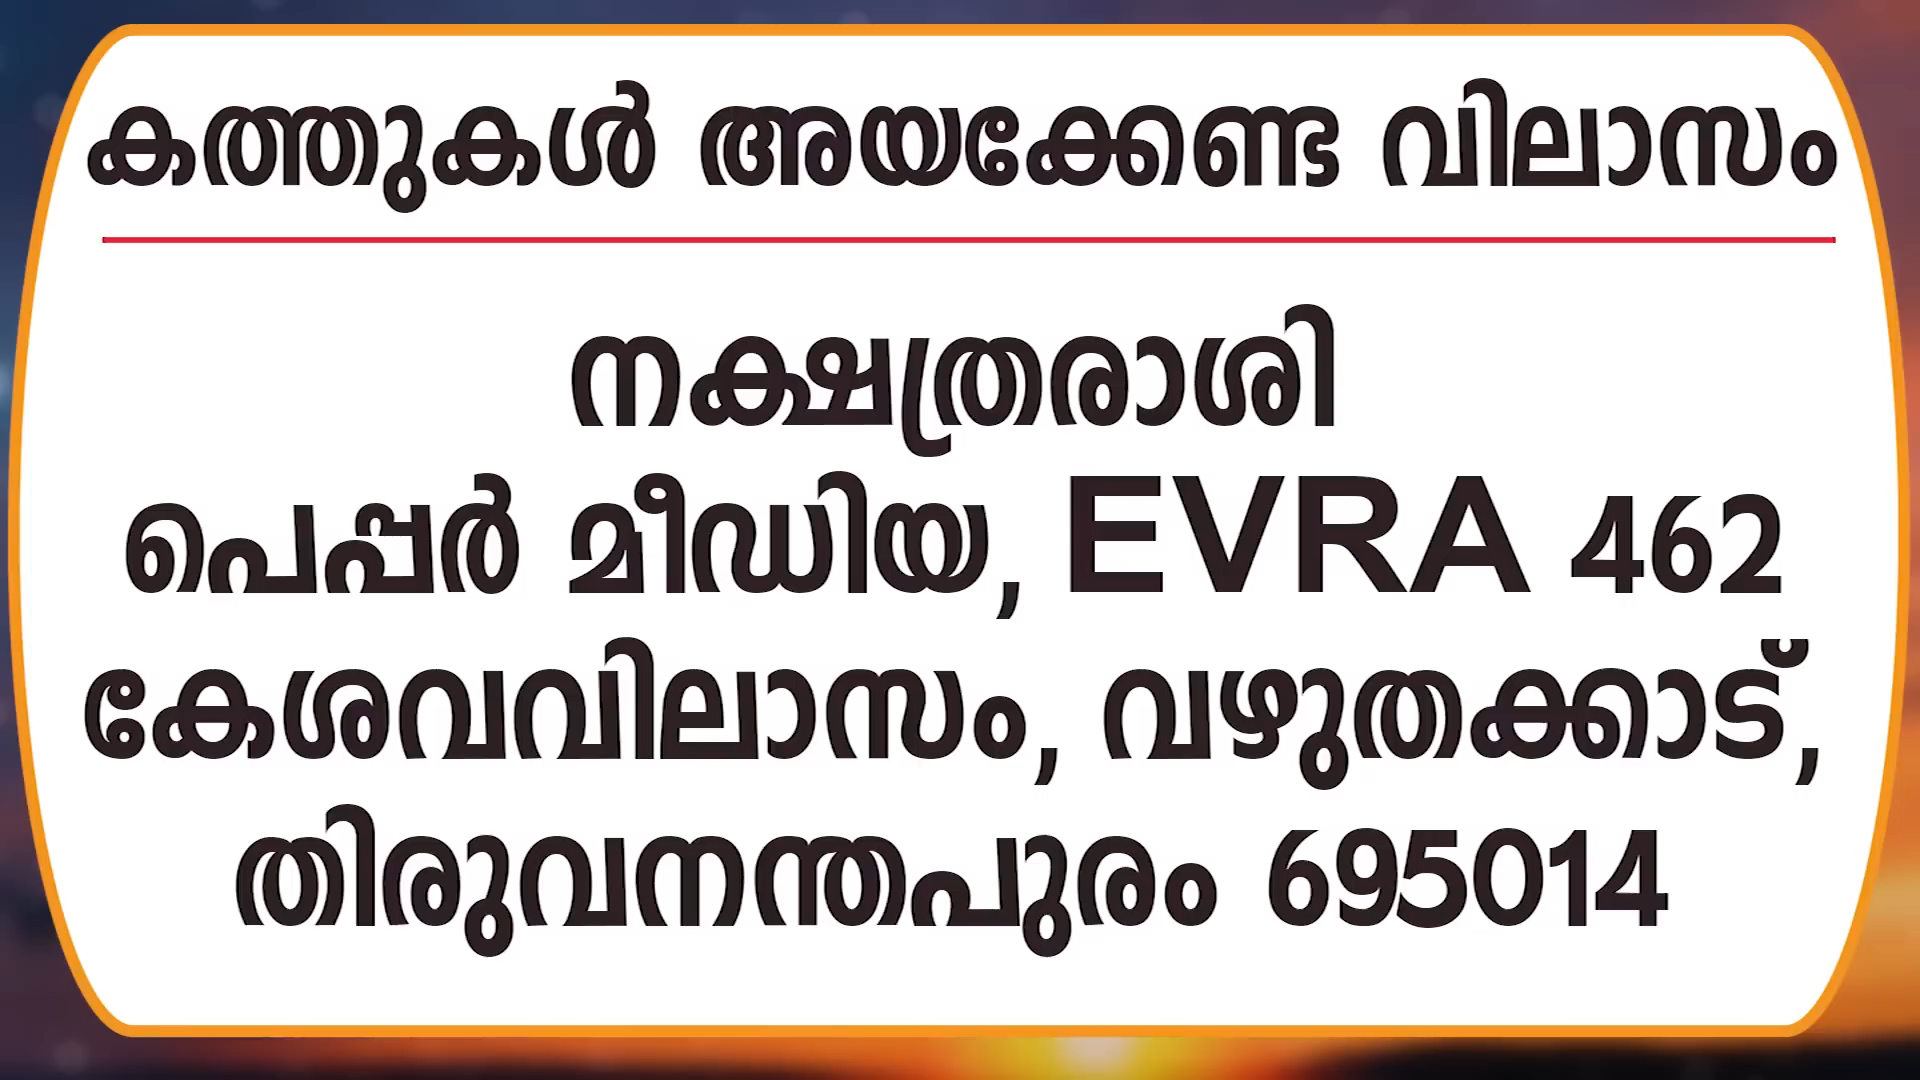 കത്തുകൾ അയക്കേണ്ട വിലാസം
നക്ഷത്രരാശി
പെപ്പർ മീഡിയ, EVRA 462
കേശവവിലാസം, വഴുതക്കാട്,
തിരുവനന്തപുരം 695014